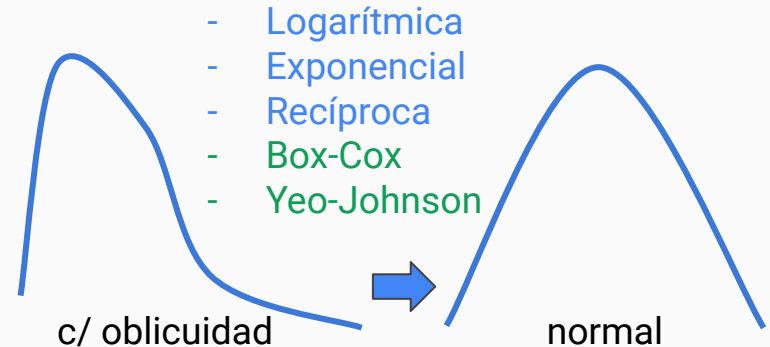 - Logarítmica
- Exponencial
- Recíproca
- Box-Cox
- Yeo-Johnson
c/ oblicuidad
normal